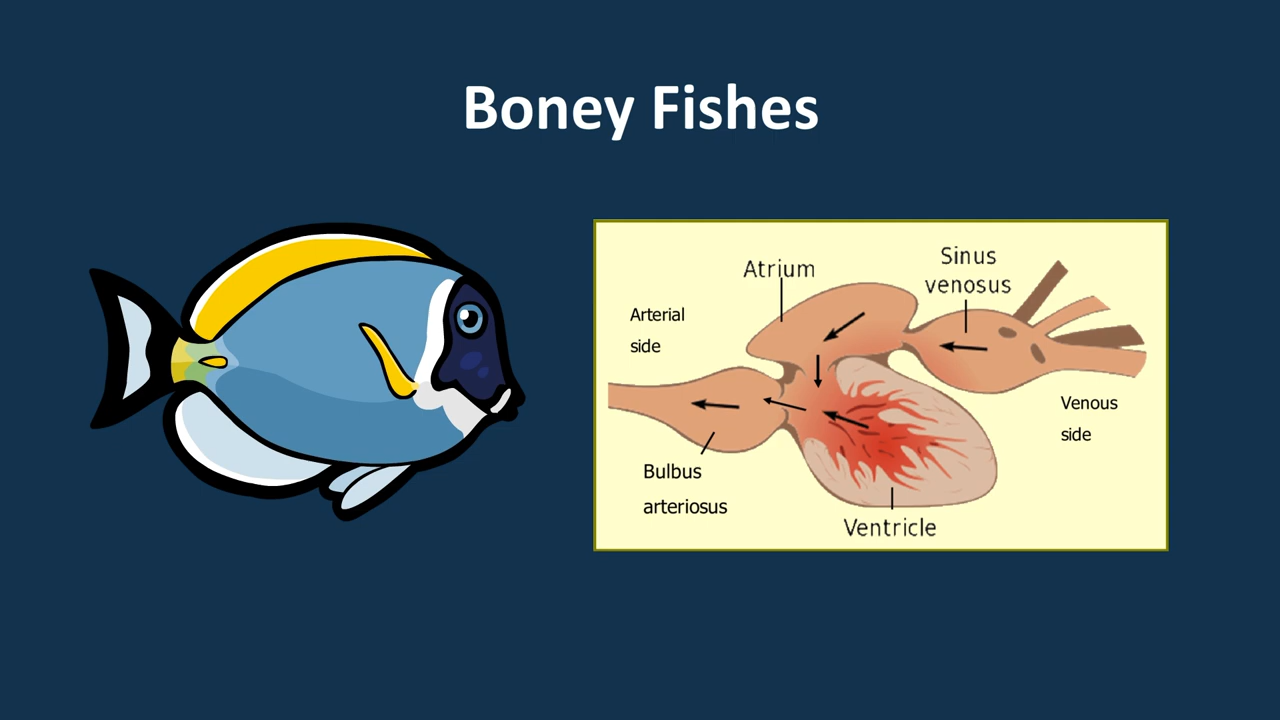 Boney Fishes
Atrium
Sinus
venosus
Arterial
side
Venous
side
Bulbus
arteriosus
Ventricle